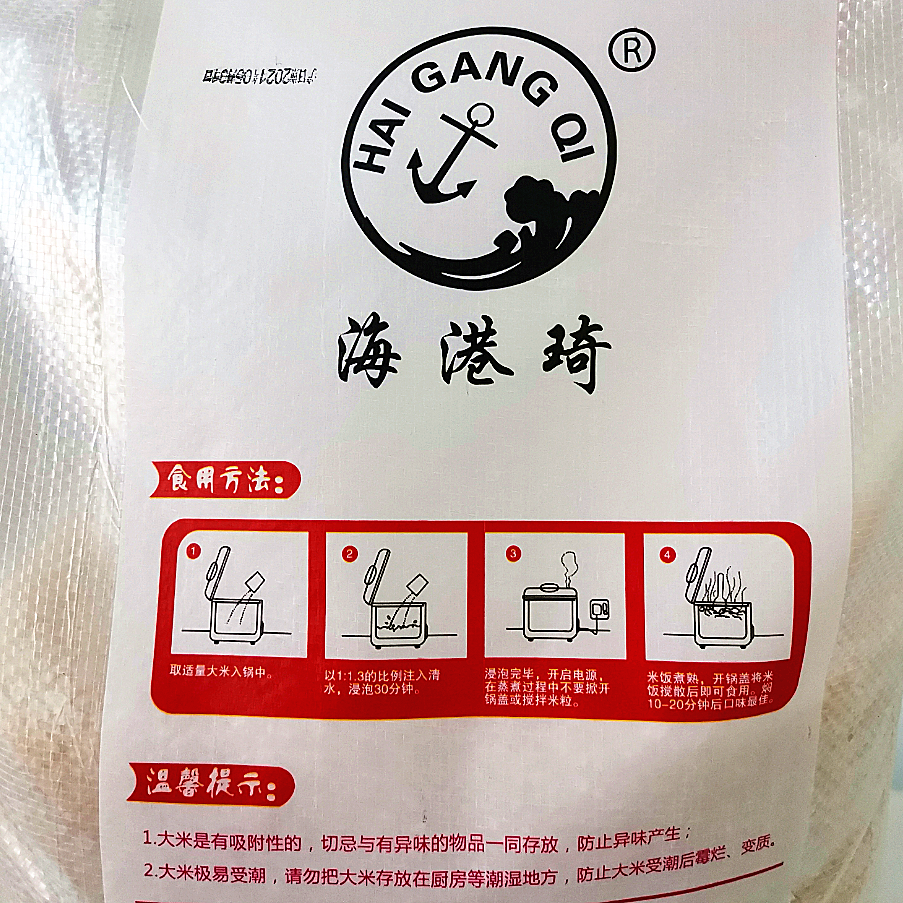 HAI GANG QI
®
海港琦
食用方法:
1
取适量大米入锅中。
2
以1:1.3的比例注入清
水，浸泡30分钟。
3
浸泡完毕，开启电源，
在蒸煮过程中不要掀开
锅盖或搅拌米粒。
4
米饭煮熟，开锅盖将米
饭搅散后即可食用。焖
10-20分钟后口味最佳。
温馨提示:
1.大米是有吸附性的，切忌与有异味的物品一同存放，防止异味产生；
2.大米极易受潮，请勿把大米存放在厨房等潮湿地方，防止大米受潮后霉烂、变质。